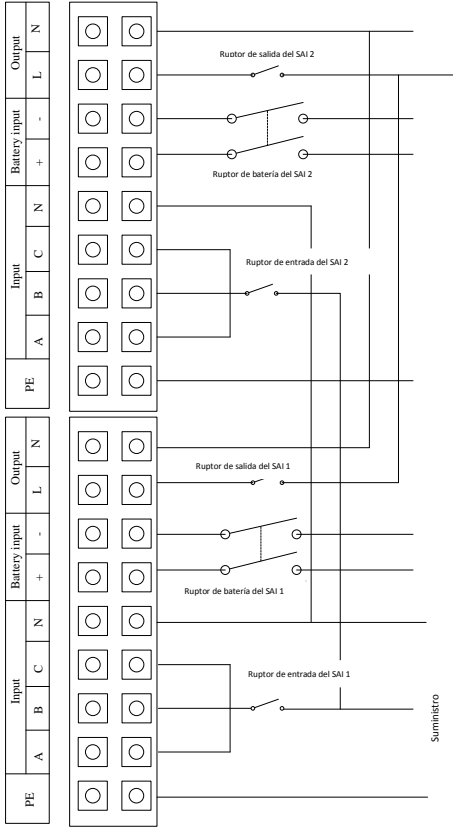 Output
N
L
Battery input
-
+
Input
N
C
B
A
PE
Ruptor de salida del SAI 2
Ruptor de batería del SAI 2
Ruptor de entrada del SAI 2
Output
N
L
Battery input
-
+
Input
N
C
B
A
PE
Ruptor de salida del SAI 1
Ruptor de batería del SAI 1
Ruptor de entrada del SAI 1
Suministro